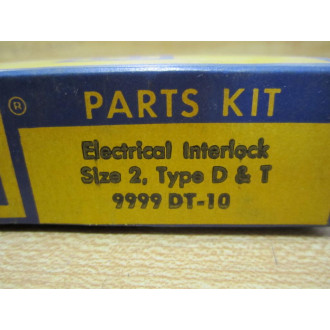 ®
PARTS KIT
Electrical Interlock
Size 2, Type D & T
9999 DT-10